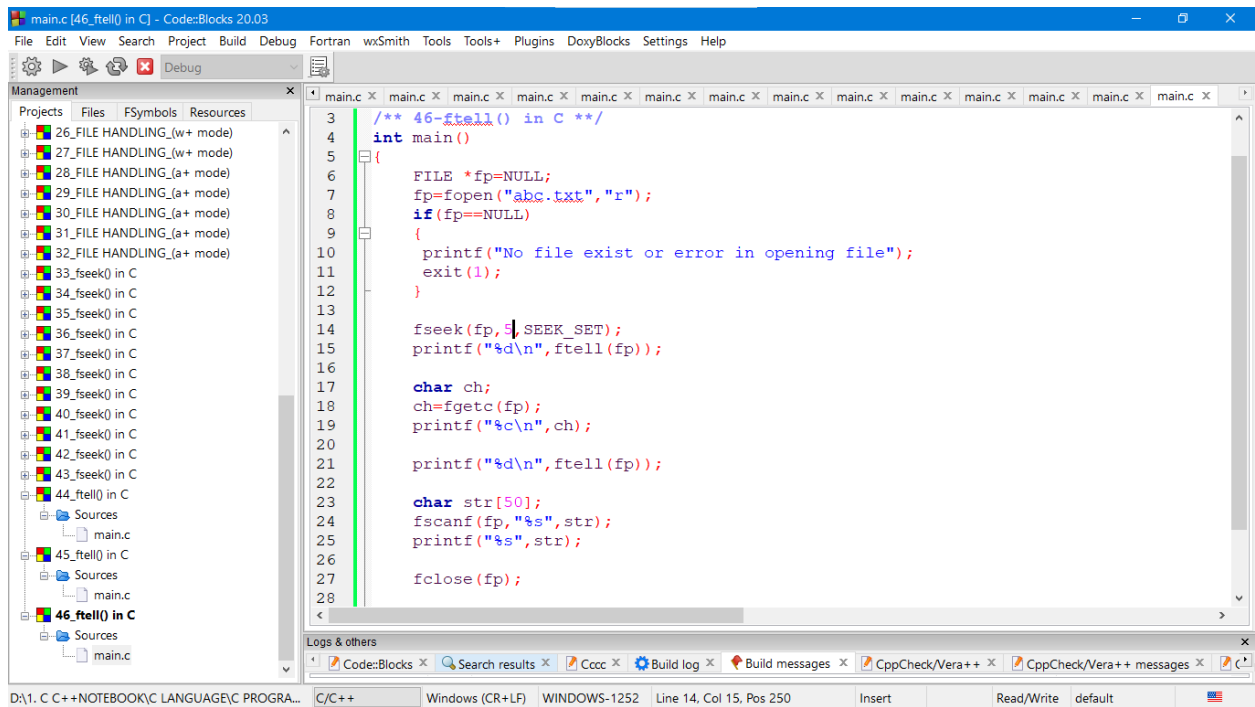 main.c [46_ftell() in C] - Code::Blocks 20.03
File Edit View Search Project Build Debug Fortran wxSmith Tools Tools+ Plugins DoxyBlocks Settings Help
Debug
Management
Projects Files FSymbols Resources
26_FILE HANDLING_(w+ mode)
27_FILE HANDLING_(w+ mode)
28_FILE HANDLING_(a+ mode)
29_FILE HANDLING_(a+ mode)
30_FILE HANDLING_(a+ mode)
31_FILE HANDLING_(a+ mode)
32_FILE HANDLING_(a+ mode)
33_fseek() in C
34_fseek() in C
35_fseek() in C
36_fseek() in C
37_fseek() in C
38_fseek() in C
39_fseek() in C
40_fseek() in C
41_fseek() in C
42_fseek() in C
43_fseek() in C
44_ftell() in C
Sources
main.c
45_ftell() in C
Sources
main.c
46_ftell() in C
Sources
main.c
main.c main.c main.c main.c main.c main.c main.c main.c main.c main.c main.c main.c main.c main.c
3 /** 46-ftell() in C **/
4 int main()
5 {
6 FILE *fp=NULL;
7 fp=fopen("abc.txt","r");
8 if(fp==NULL)
9 {
10 printf("No file exist or error in opening file");
11 exit(1);
12 }
13
14 fseek(fp,5,SEEK_SET);
15 printf("%d\n",ftell(fp));
16
17 char ch;
18 ch=fgetc(fp);
19 printf("%c\n",ch);
20
21 printf("%d\n",ftell(fp));
22
23 char str[50];
24 fscanf(fp,"%s",str);
25 printf("%s",str);
26
27 fclose(fp);
28
Logs & others
Code::Blocks Search results Cccc Build log Build messages CppCheck/Vera++ CppCheck/Vera++ messages
D:\1. C C++NOTEBOOK\C LANGUAGE\C PROGRA... C/C++ Windows (CR+LF) WINDOWS-1252 Line 14, Col 15, Pos 250 Insert Read/Write default